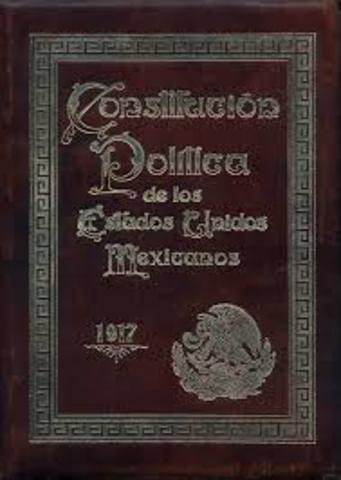 Constitución
Política
de los
Estados Unidos
Mexicanos
1917